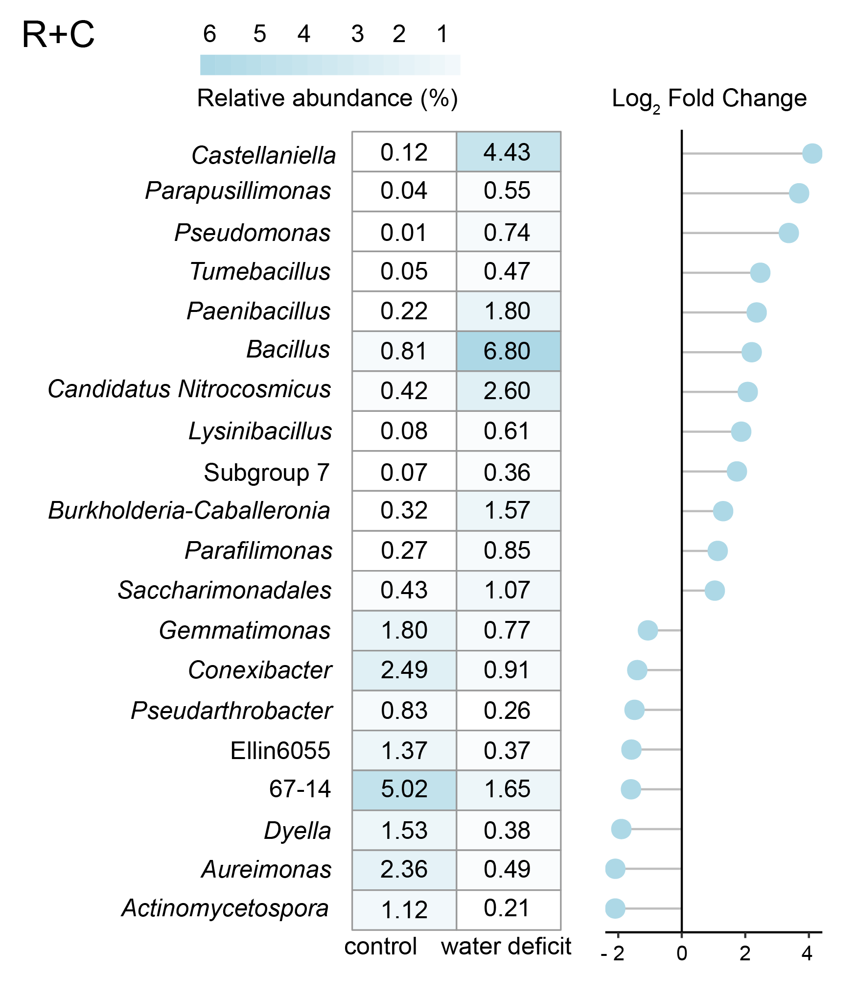 R+C
6 5 4 3 2 1
Relative abundance (%)
Log2 Fold Change
Castellaniella 0.12 4.43
Parapusillimonas 0.04 0.55
Pseudomonas 0.01 0.74
Tumebacillus 0.05 0.47
Paenibacillus 0.22 1.80
Bacillus 0.81 6.80
Candidatus Nitrocosmicus 0.42 2.60
Lysinibacillus 0.08 0.61
Subgroup 7 0.07 0.36
Burkholderia-Caballeronia 0.32 1.57
Parafilimonas 0.27 0.85
Saccharimonadales 0.43 1.07
Gemmatimonas 1.80 0.77
Conexibacter 2.49 0.91
Pseudarthrobacter 0.83 0.26
Ellin6055 1.37 0.37
67-14 5.02 1.65
Dyella 1.53 0.38
Aureimonas 2.36 0.49
Actinomycetospora 1.12 0.21
control water deficit
- 2 0 2 4